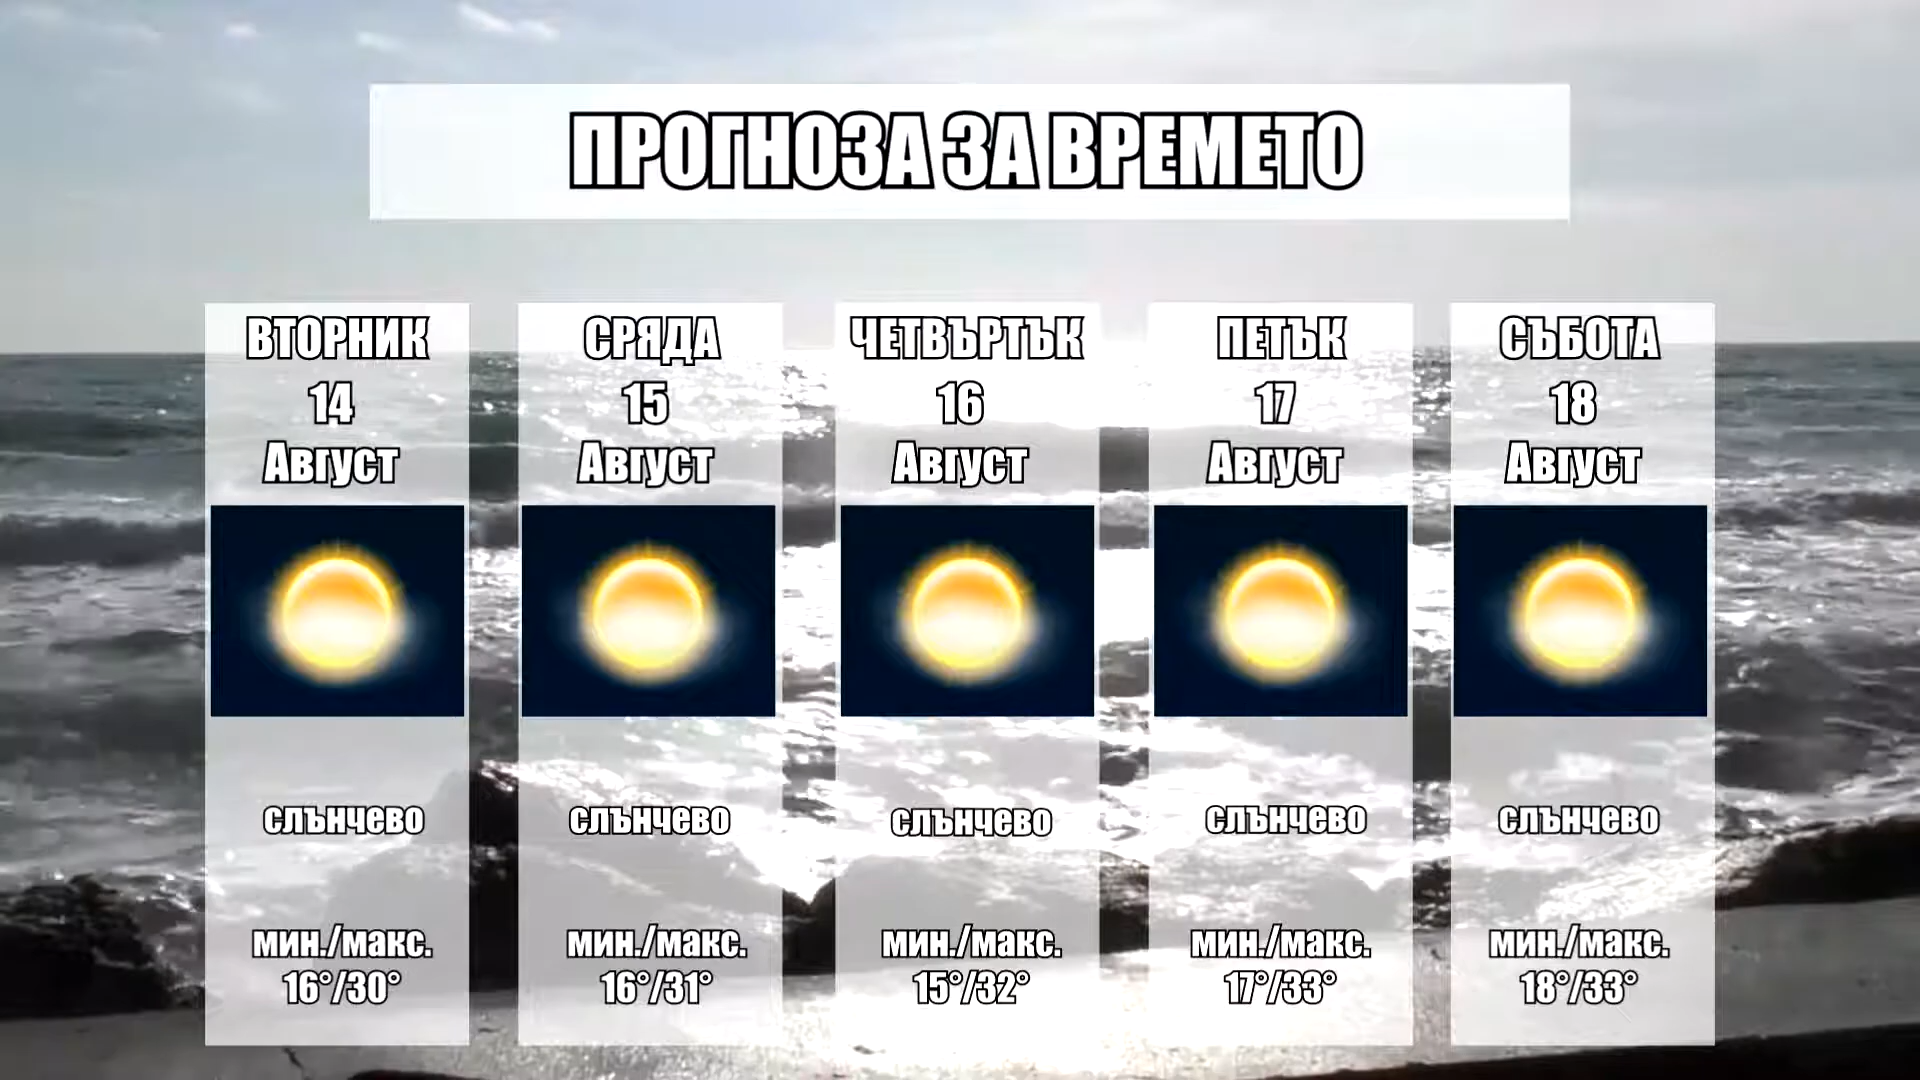 ПРОГНОЗА ЗА ВРЕМЕТО
ВТОРНИК
14
Август
слънчево
мин./макс.
16°/30°
СРЯДА
15
Август
слънчево
мин./макс.
16°/31°
ЧЕТВЪРТЪК
16
Август
слънчево
мин./макс.
15°/32°
ПЕТЪК
17
Август
слънчево
мин./макс.
17°/33°
СЪБОТА
18
Август
слънчево
мин./макс.
18°/33°